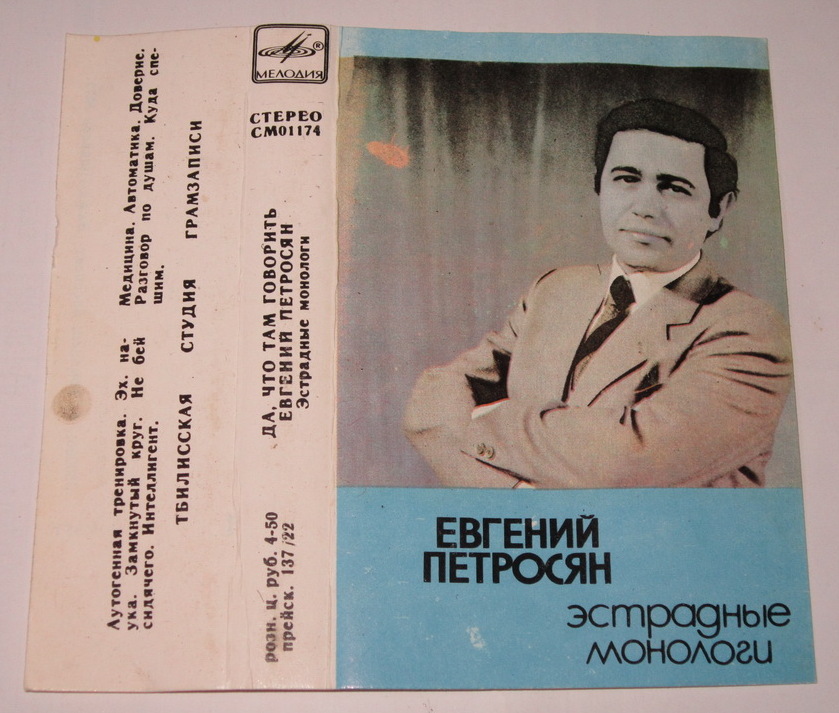 Аутогенная тренировка. Эх. на-
ука. Замкнутый круг. Не бей
сидячего. Интеллигент.
Медицина. Автоматика. Доверие.
Разговор по душам. Куда спе-
шим.
ТБИЛИССКАЯ СТУДИЯ ГРАМЗАПИСИ
®
МЕЛОДИЯ
СТЕРЕО
СМ01174
ДА, ЧТО ТАМ ГОВОРИТЬ
ЕВГЕНИЙ ПЕТРОСЯН
Эстрадные монологи
розн. ц. руб. 4-50
прейск. 137/22
ЕВГЕНИЙ
ПЕТРОСЯН
эстрадные
монологи